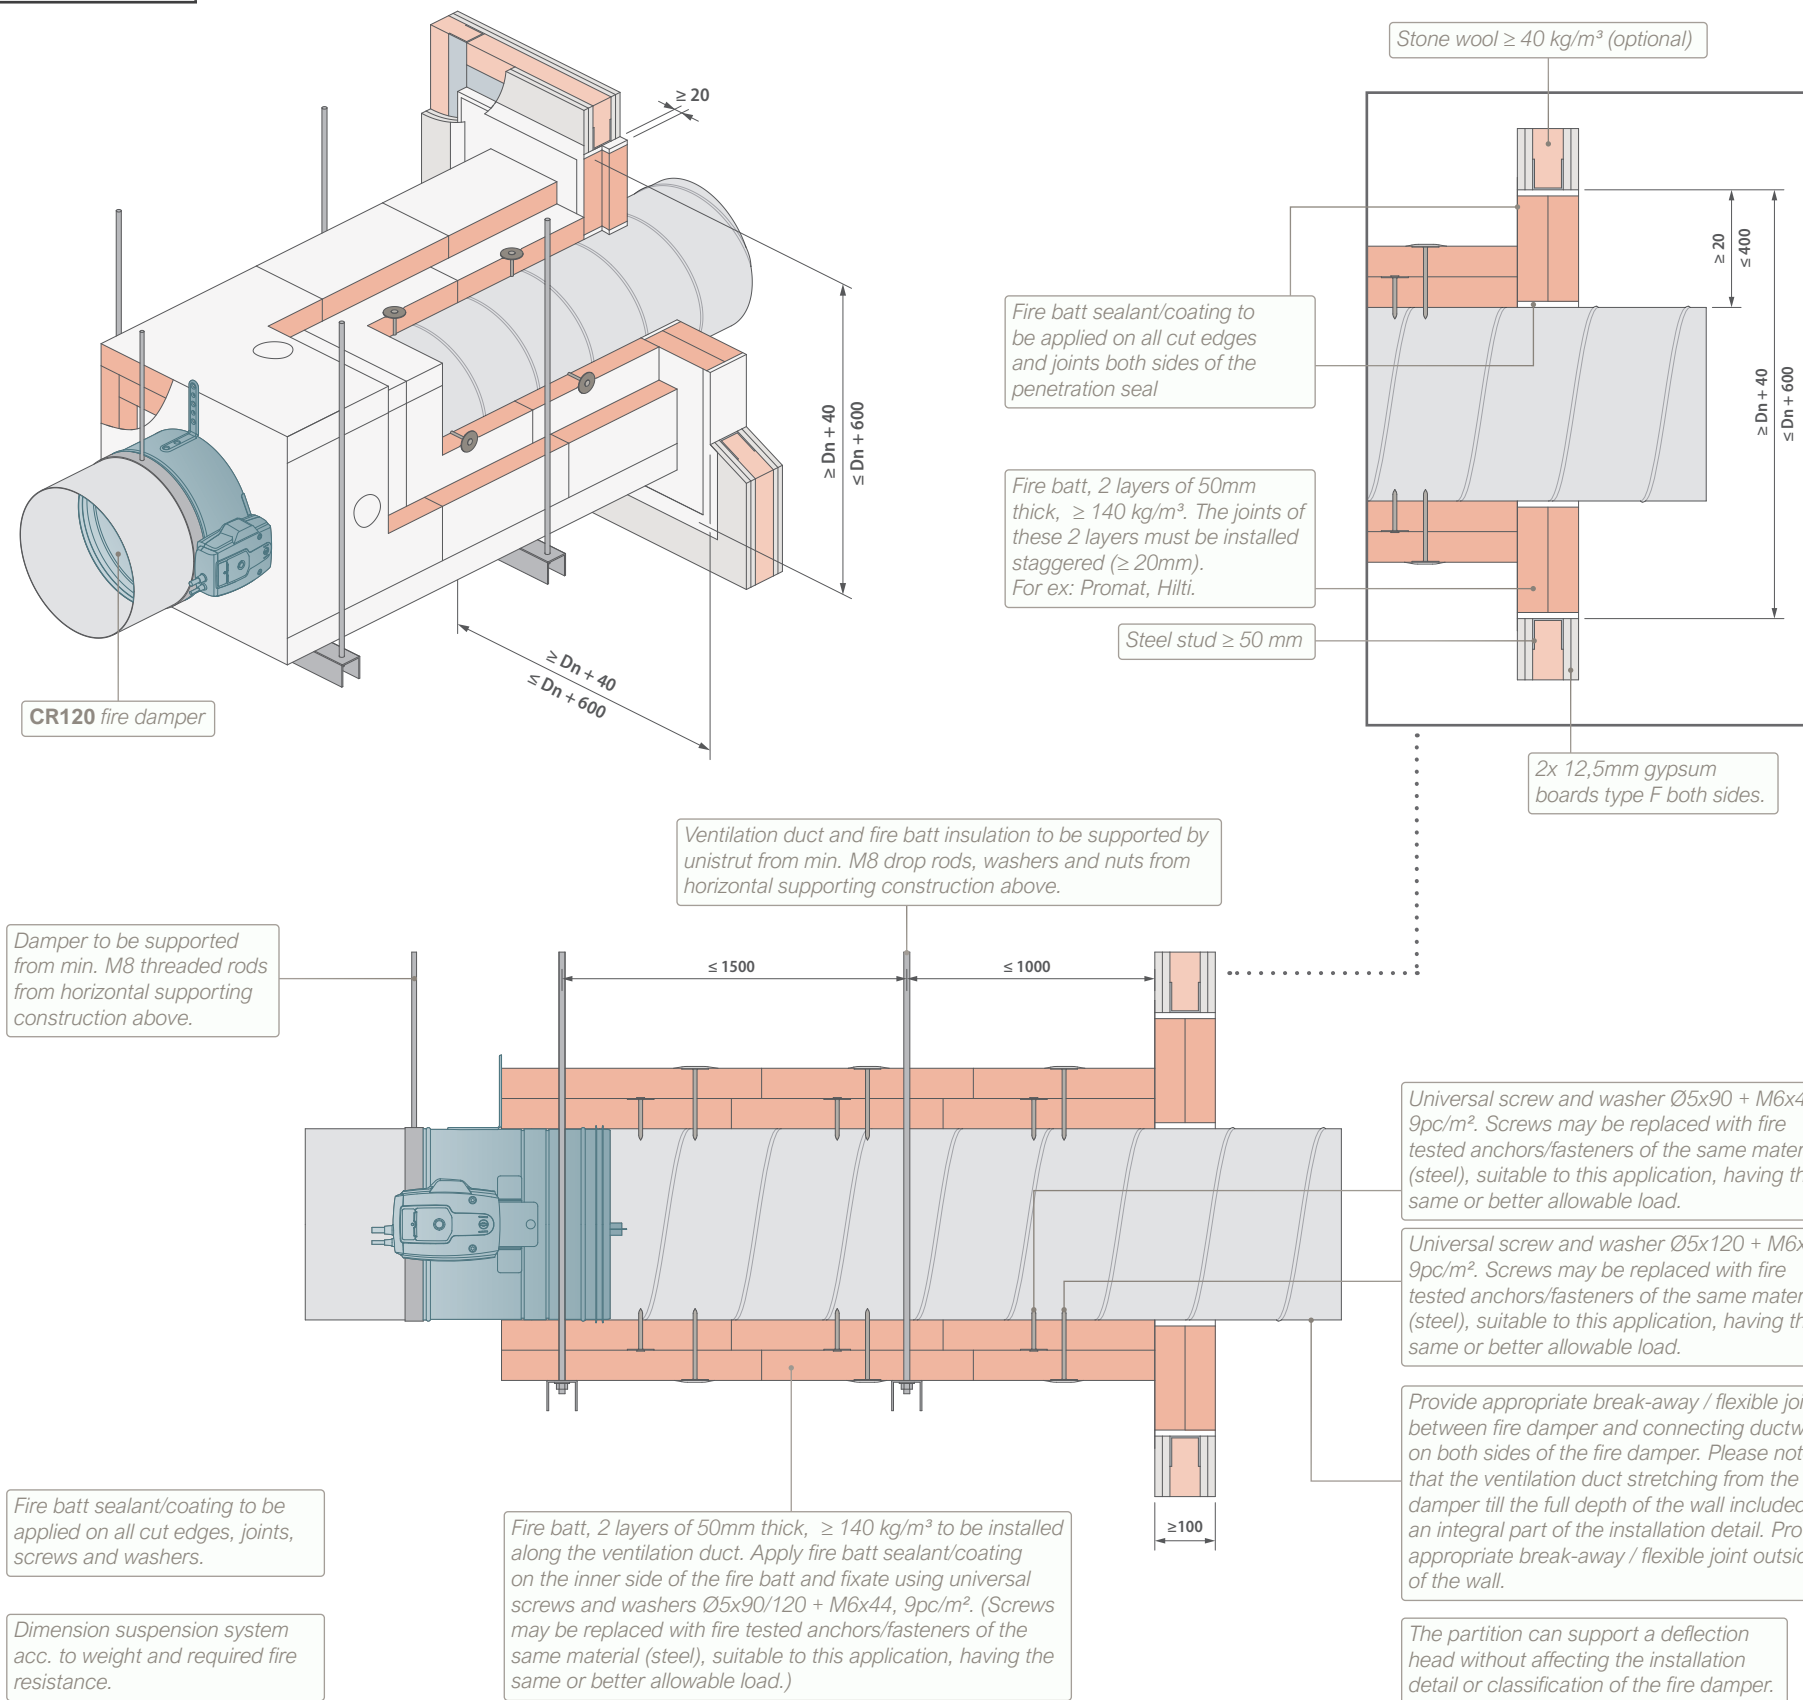 ≥ 20
≥ Dn + 40
≤ Dn + 600
≥ Dn + 40
≤ Dn + 600
CR120 fire damper
Stone wool ≥ 40 kg/m³ (optional)
Fire batt sealant/coating to
be applied on all cut edges
and joints both sides of the
penetration seal
Fire batt, 2 layers of 50mm
thick, ≥ 140 kg/m³. The joints of
these 2 layers must be installed
staggered (≥ 20mm).
For ex: Promat, Hilti.
Steel stud ≥ 50 mm
≥ 20
≤ 400
≥ Dn + 40
≤ Dn + 600
2x 12,5mm gypsum
boards type F both sides.
Ventilation duct and fire batt insulation to be supported by
unistrut from min. M8 drop rods, washers and nuts from
horizontal supporting construction above.
Damper to be supported
from min. M8 threaded rods
from horizontal supporting
construction above.
≤ 1500
≤ 1000
Universal screw and washer Ø5x90 + M6x4
9pc/m². Screws may be replaced with fire
tested anchors/fasteners of the same mater
(steel), suitable to this application, having th
same or better allowable load.
Universal screw and washer Ø5x120 + M6x
9pc/m². Screws may be replaced with fire
tested anchors/fasteners of the same mater
(steel), suitable to this application, having th
same or better allowable load.
Provide appropriate break-away / flexible joi
between fire damper and connecting ductw
on both sides of the fire damper. Please not
that the ventilation duct stretching from the
damper till the full depth of the wall included
an integral part of the installation detail. Pro
appropriate break-away / flexible joint outsid
of the wall.
≥100
Fire batt sealant/coating to be
applied on all cut edges, joints,
screws and washers.
Fire batt, 2 layers of 50mm thick, ≥ 140 kg/m³ to be installed
along the ventilation duct. Apply fire batt sealant/coating
on the inner side of the fire batt and fixate using universal
screws and washers Ø5x90/120 + M6x44, 9pc/m². (Screws
may be replaced with fire tested anchors/fasteners of the
same material (steel), suitable to this application, having the
same or better allowable load.)
Dimension suspension system
acc. to weight and required fire
resistance.
The partition can support a deflection
head without affecting the installation
detail or classification of the fire damper.